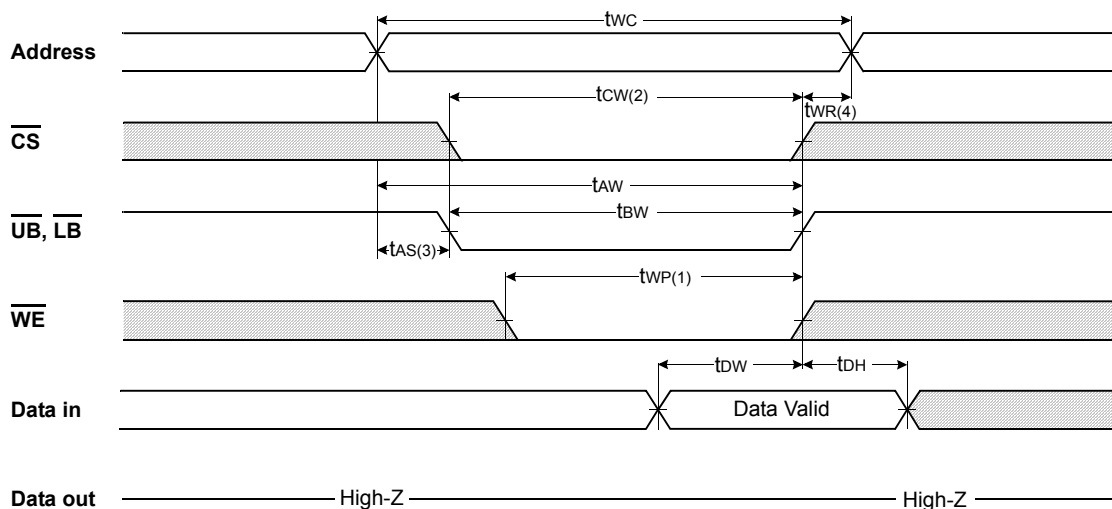 tWC
Address
tCW(2)
tWR(4)
CS
tAW
tBW
UB, LB
tAS(3)
tWP(1)
WE
tDW
tDH
Data in
Data Valid
Data out
High-Z
High-Z